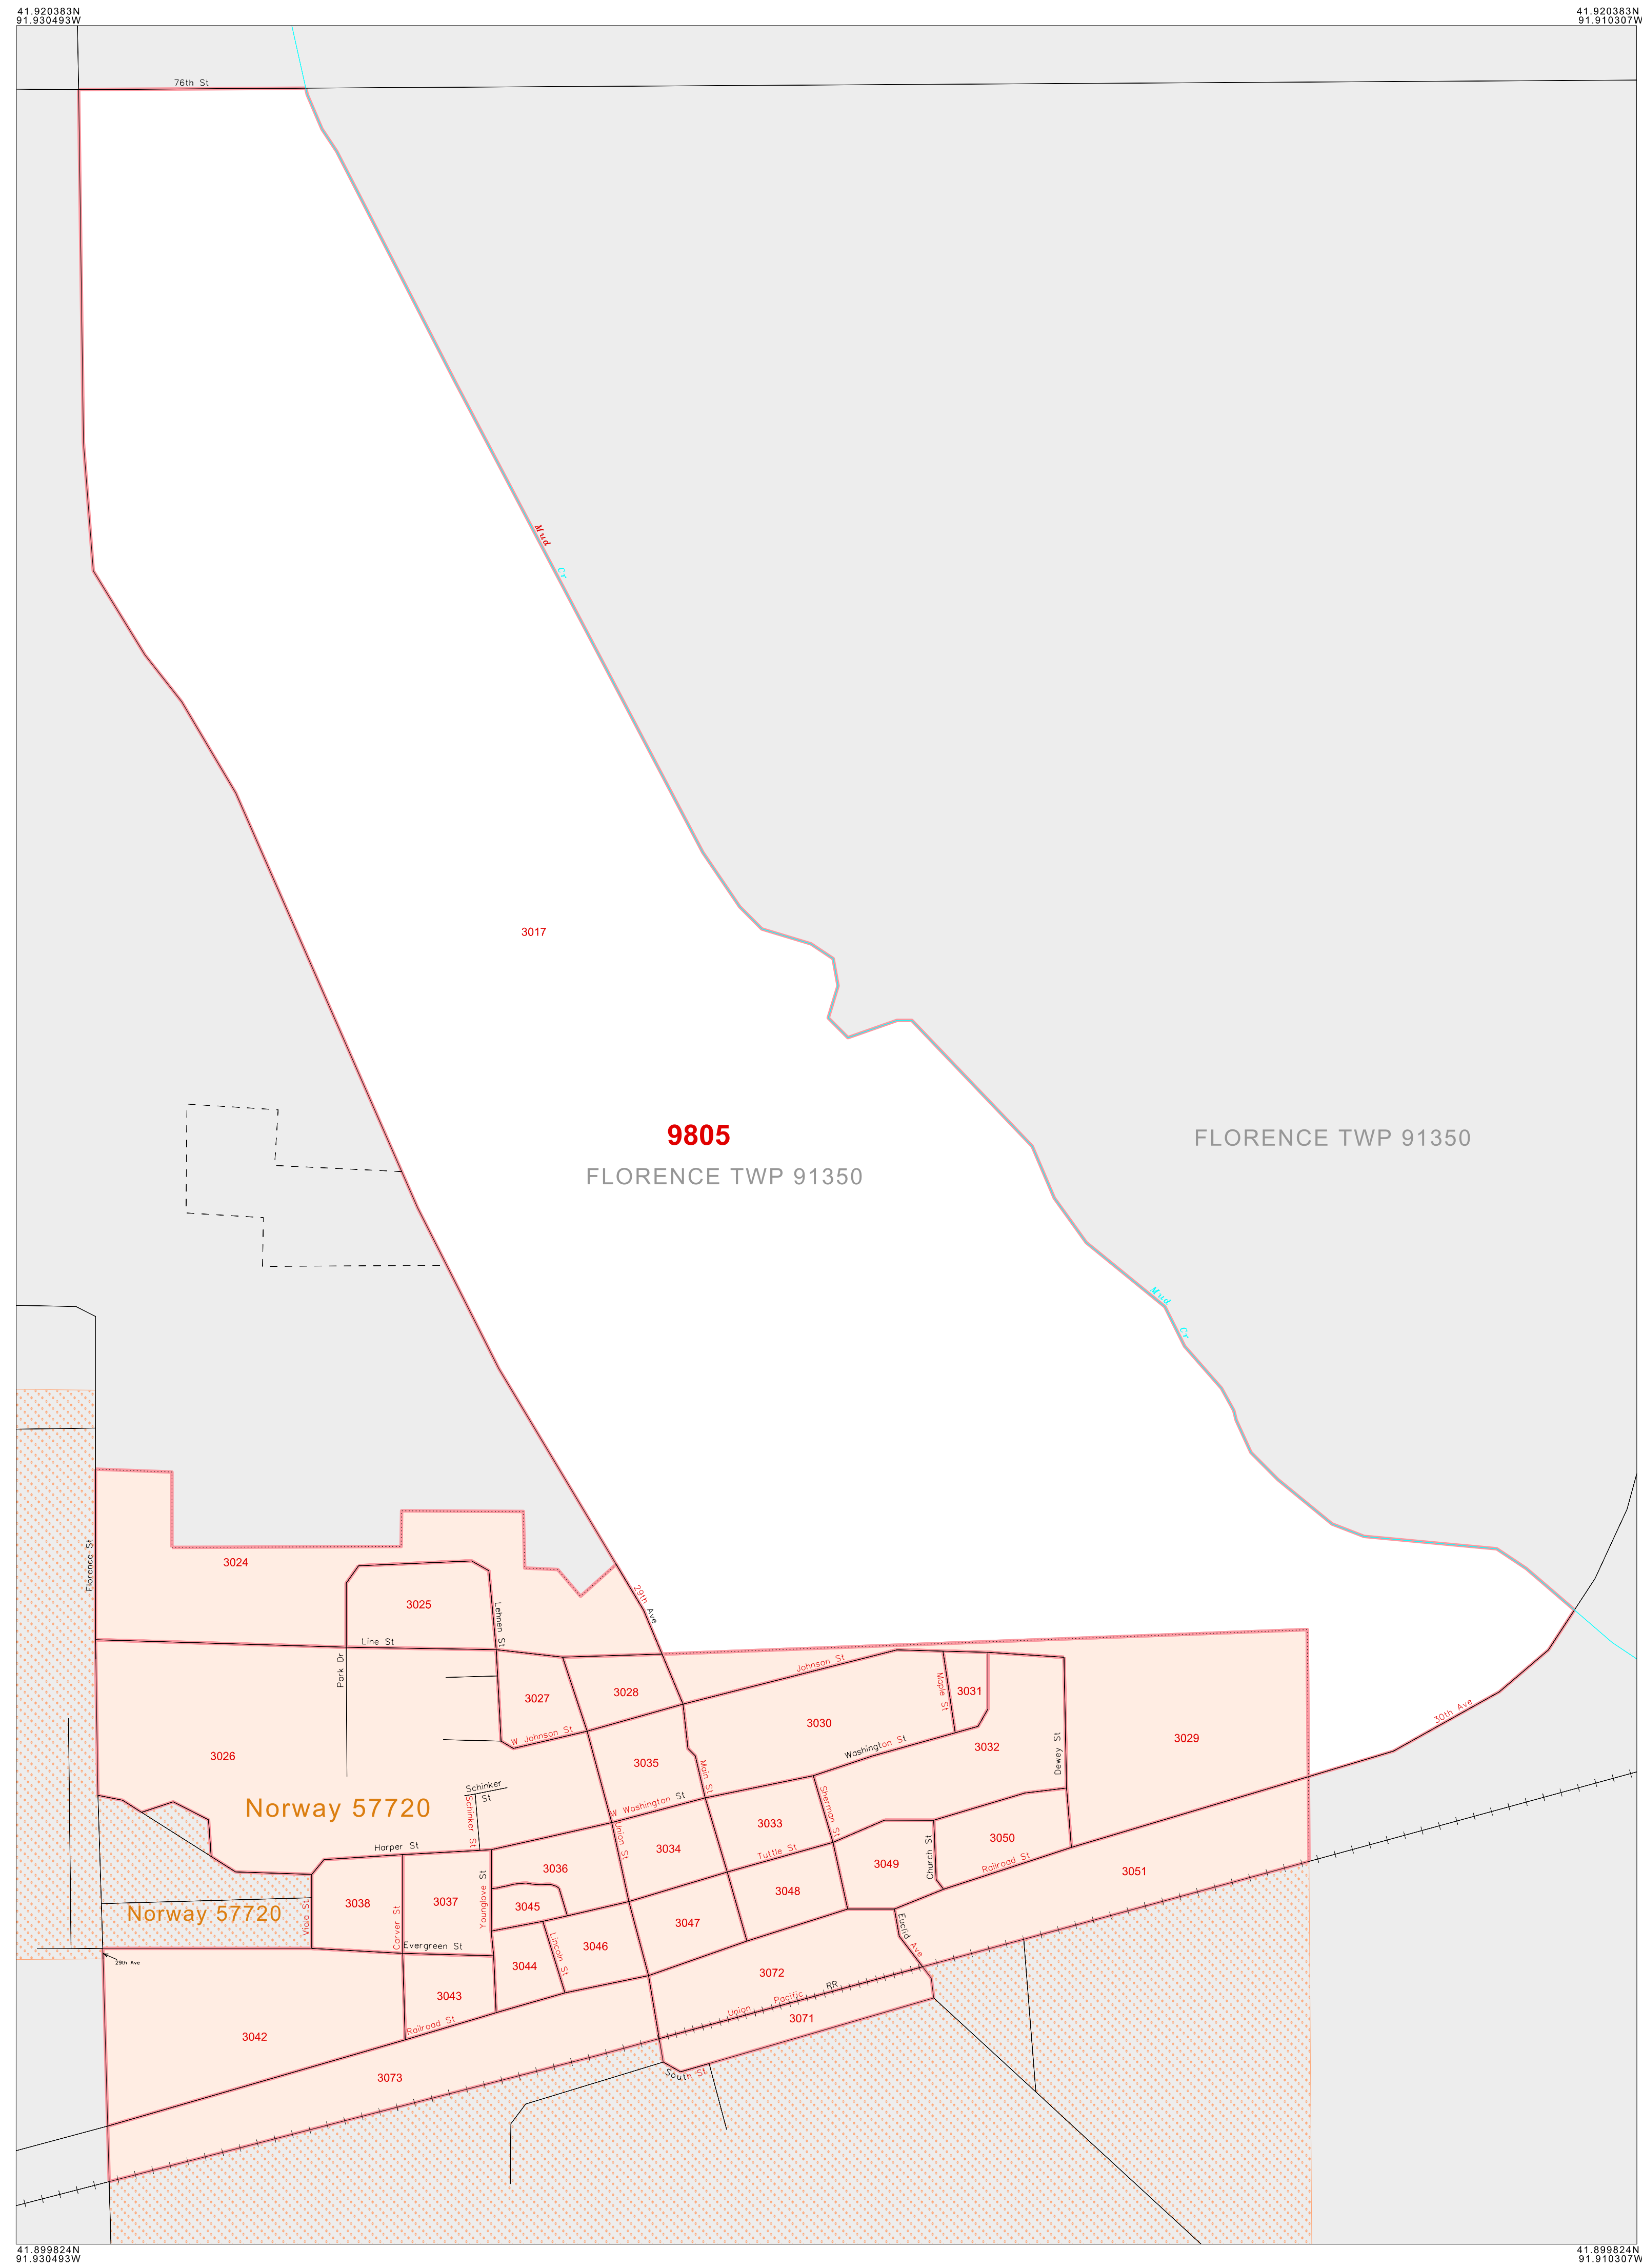 41.920383N
91.930493W
41.920383N
91.910307W
76th St
Mud
Cr
3017
9805
FLORENCE TWP 91350
FLORENCE TWP 91350
Mud
Cr
Florence St
3024
3025
Lehnen St
29th Ave
Line St
Park Dr
3027
3028
Johnson St
Maple St
3031
30th Ave
W Johnson St
3030
Washington St
3032
Dewey St
3029
3026
3035
Main St
Schinker St
Schinker St
Norway 57720
W Washington St
Union St
Sherman St
3033
Harper St
3034
Tuttle St
3050
Church St
Railroad St
3049
3051
3036
3038
3037
3045
Younglove St
3048
Norway 57720
Viola St
Carver St
3047
Evergreen St
Lincoln St
3046
Euclid Ave
29th Ave
3044
3072
3043
Union Pacific RR
3071
Railroad St
3042
3073
South St
41.899824N
91.930493W
41.899824N
91.910307W